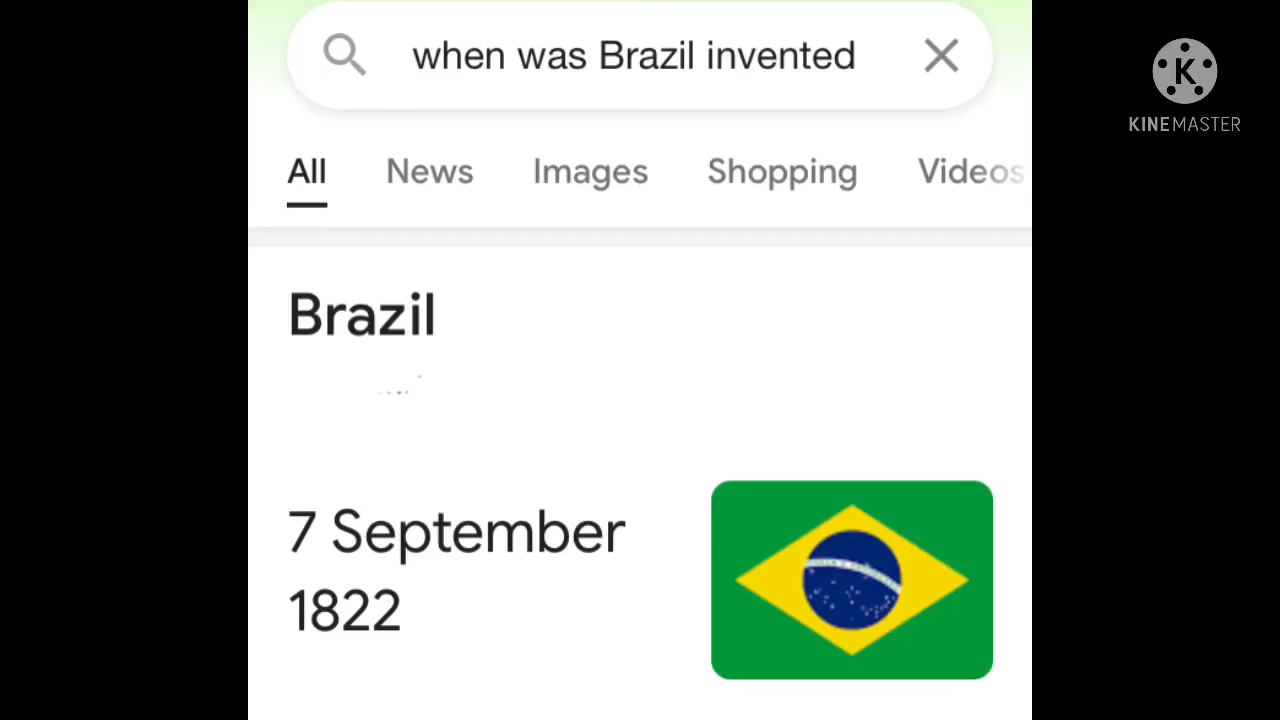 when was Brazil invented
KINEMASTER
All News Images Shopping Videos
Brazil
7 September
1822